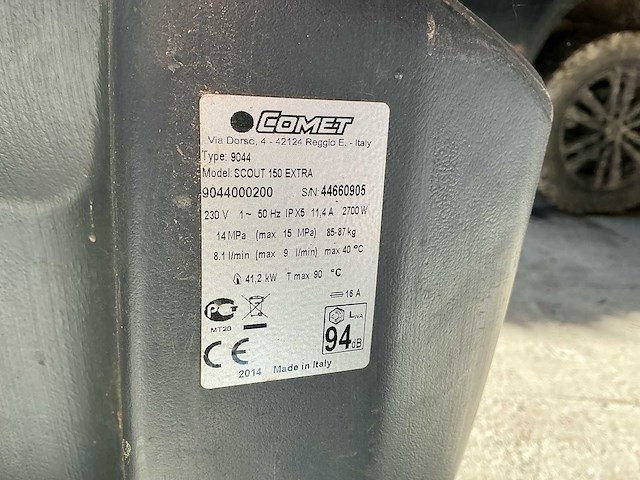 COMET
Via Dorso, 4 - 42124 Reggio E. - Italy
Type: 9044
Model: SCOUT 150 EXTRA
9044000200 S/N: 44660905
230 V 1~ 50 Hz IPX5 11,4 A 2700 W
14 MPa (max 15 MPa) 85-87 kg
8.1 l/min (max 9 l/min) max 40 °C
41,2 kW T max 90 °C
16 A
MT20
LWA
94 dB
CE
2014 Made in Italy